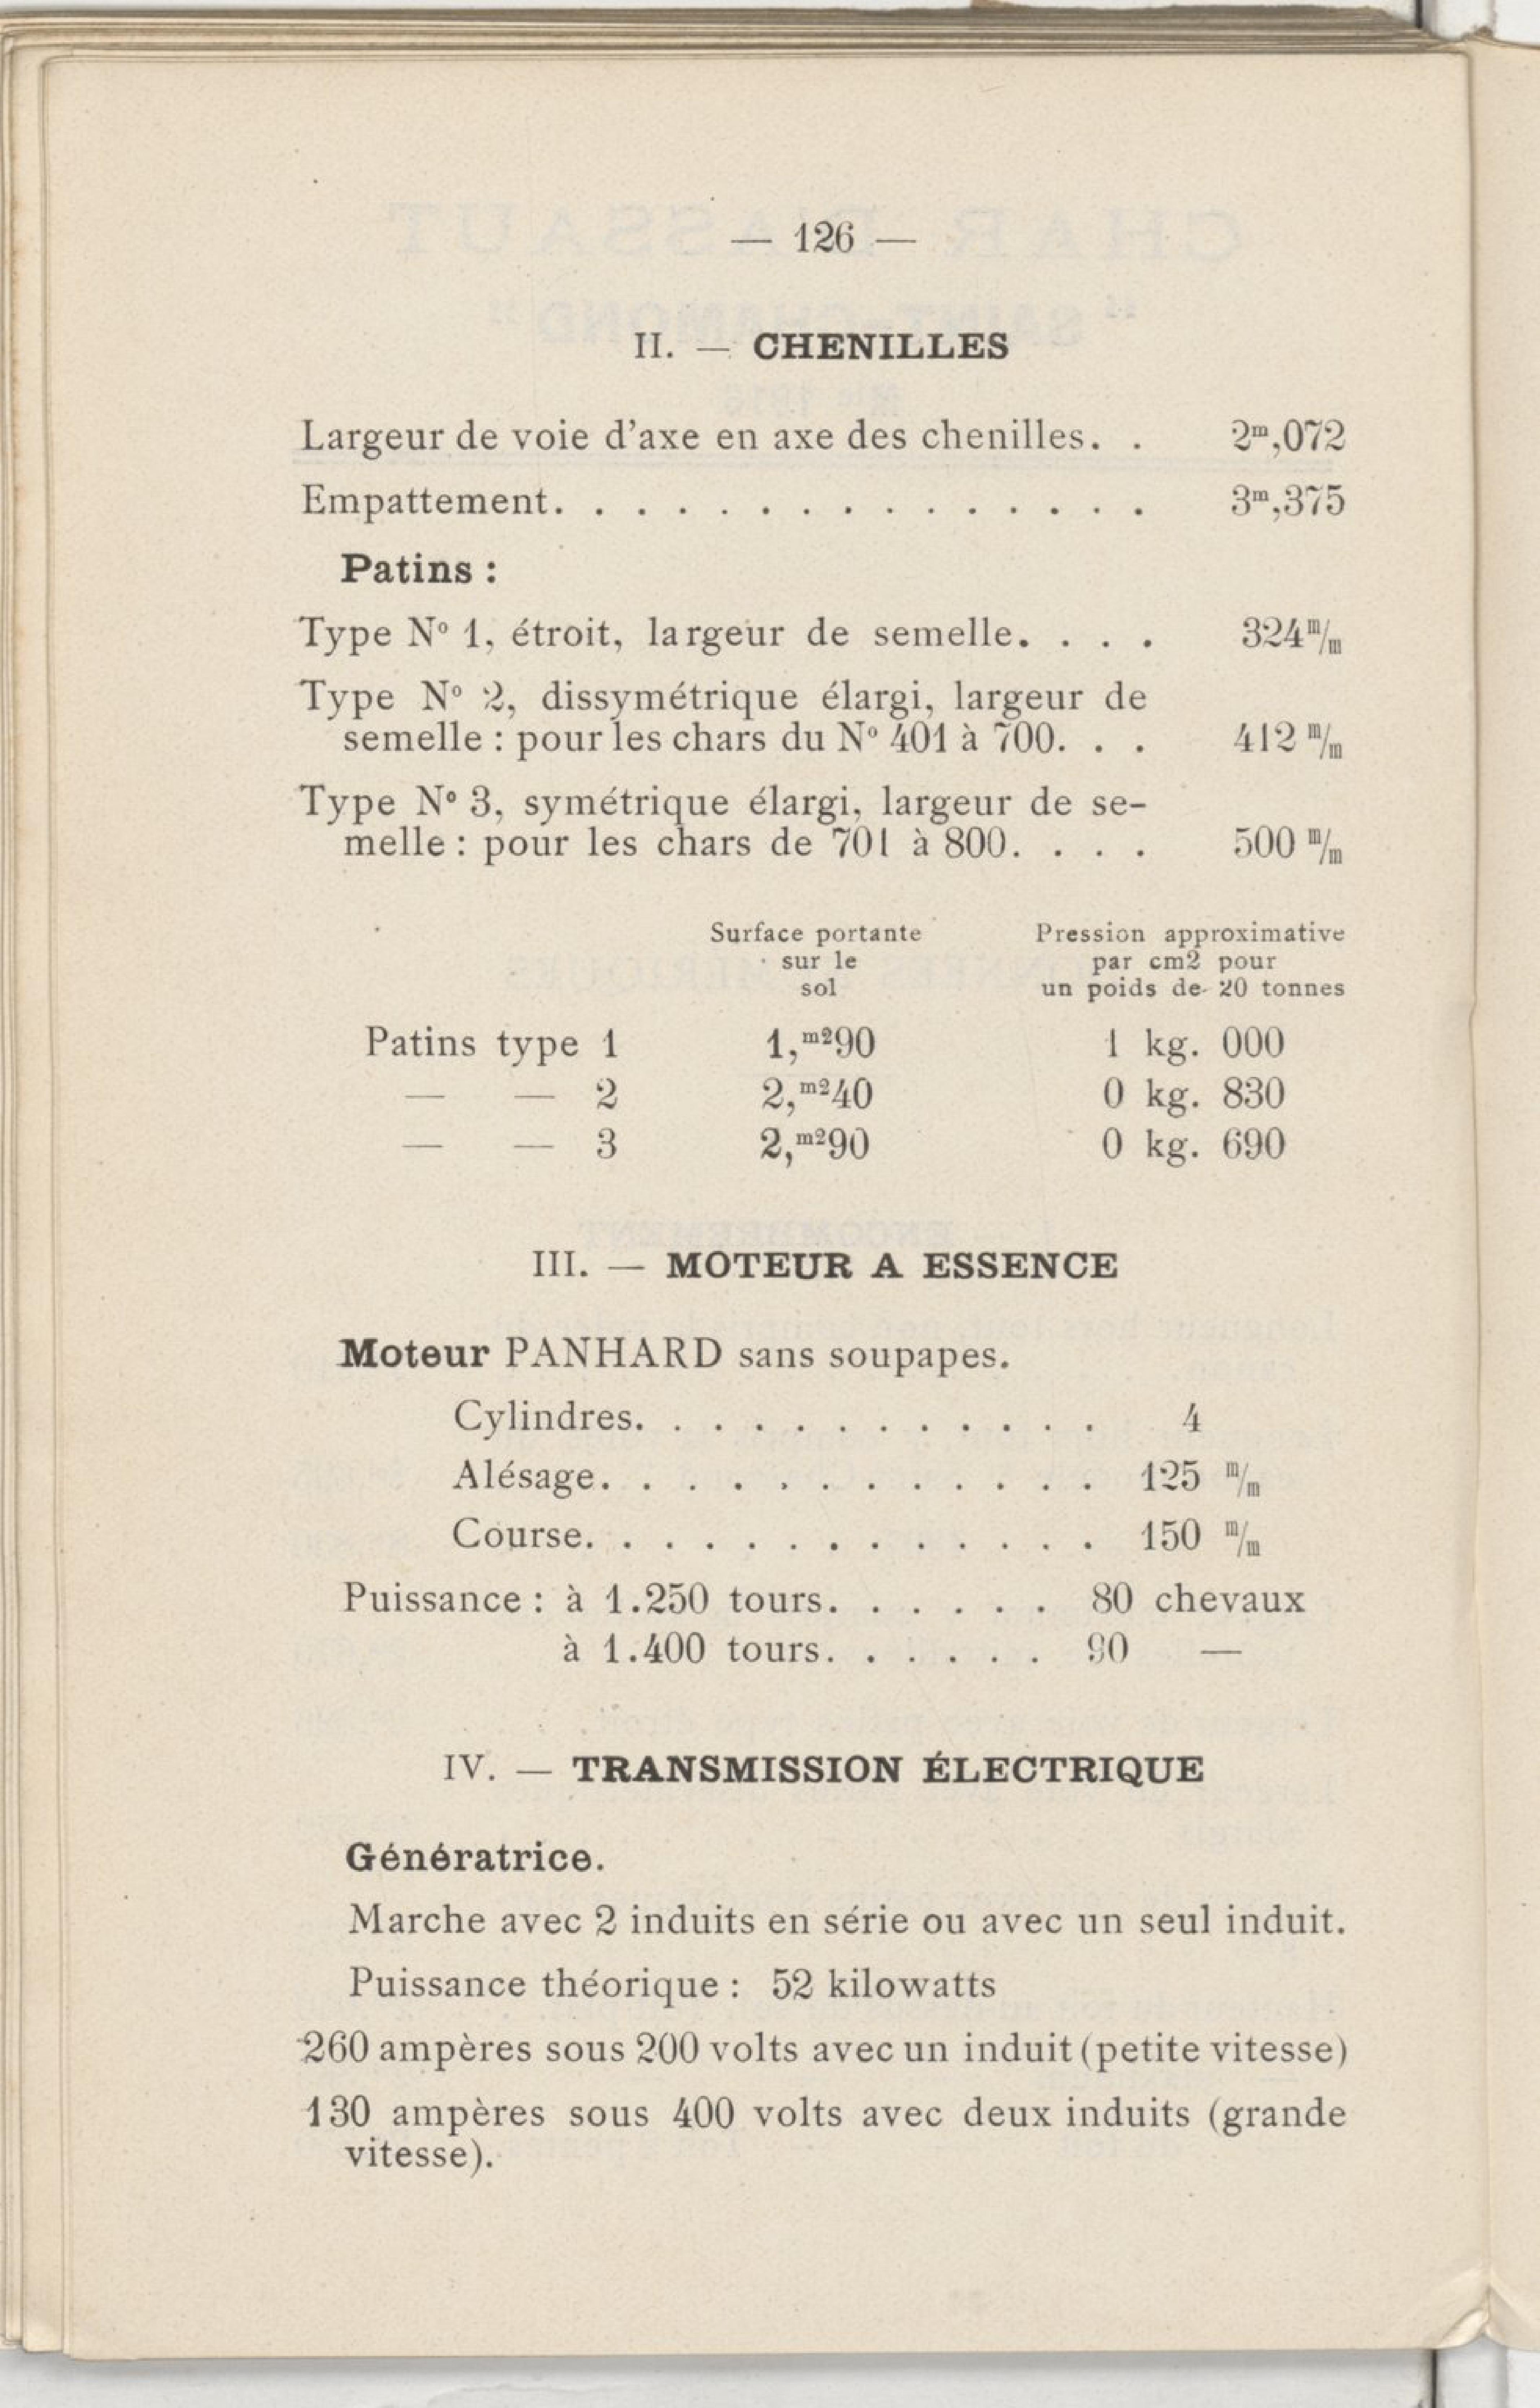 — 126 —
II. — CHENILLES
Largeur de voie d'axe en axe des chenilles. . 2ᵐ,072
Empattement. . . . . . . . . . . . . . . 3ᵐ,375
Patins :
Type Nº 1, étroit, largeur de semelle. . . . 324 ᵐ/ₘ
Type Nº 2, dissymétrique élargi, largeur de
semelle : pour les chars du Nº 401 à 700. . . 412 ᵐ/ₘ
Type Nº 3, symétrique élargi, largeur de se-
melle : pour les chars de 701 à 800. . . . 500 ᵐ/ₘ
Surface portante Pression approximative
sur le par cm2 pour
sol un poids de 20 tonnes
Patins type 1 1,ᵐ²90 1 kg. 000
— — 2 2,ᵐ²40 0 kg. 830
— — 3 2,ᵐ²90 0 kg. 690
III. — MOTEUR A ESSENCE
Moteur PANHARD sans soupapes.
Cylindres. . . . . . . . . . . . 4
Alésage. . . . . . . . . . . . 125 ᵐ/ₘ
Course. . . . . . . . . . . . . 150 ᵐ/ₘ
Puissance : à 1.250 tours. . . . . . 80 chevaux
à 1.400 tours. . . . . . 90 —
IV. — TRANSMISSION ÉLECTRIQUE
Génératrice.
Marche avec 2 induits en série ou avec un seul induit.
Puissance théorique : 52 kilowatts
260 ampères sous 200 volts avec un induit (petite vitesse)
130 ampères sous 400 volts avec deux induits (grande
vitesse).